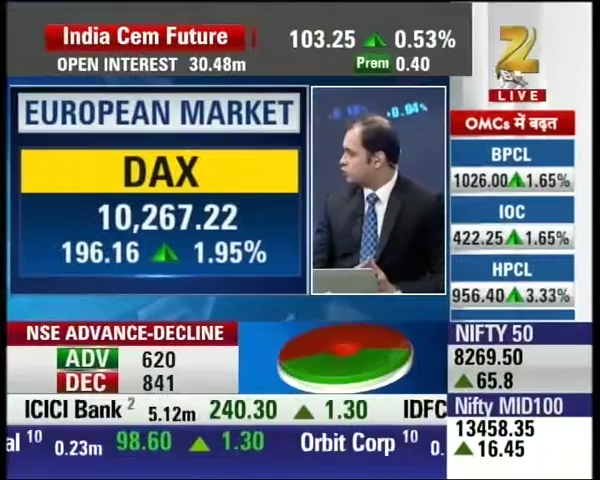 India Cem Future
103.25 0.53%
OPEN INTEREST 30.48m
Prem 0.40
LIVE
EUROPEAN MARKET
DAX
10,267.22
196.16 1.95%
+0.94%
OMCs में बढ़त
BPCL
1026.00 1.65%
IOC
422.25 1.65%
HPCL
956.40 3.33%
NSE ADVANCE-DECLINE
ADV 620
DEC 841
NIFTY 50
8269.50
65.8
Nifty MID100
13458.35
16.45
ICICI Bank 2 5.12m 240.30 1.30 IDFC
al 10 0.23m 98.60 1.30 Orbit Corp 10 0.